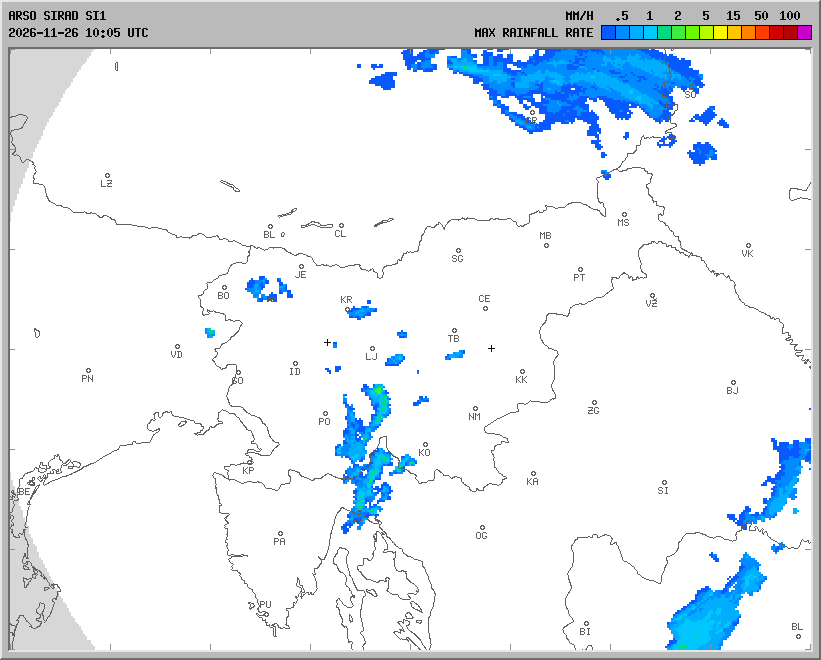 ARSO SIRAD SI1
2026-11-26 10:05 UTC
MM/H .5 1 2 5 15 50 100
MAX RAINFALL RATE
SO
GR
LZ
MS
BL
CL
MB
VK
SG
JE
PT
BO
KR
CE
VZ
TB
VD
LJ
ID
GO
KK
PN
BJ
ZG
NM
PO
KO
KP
KA
SI
BE
OG
PA
PU
BI
BL